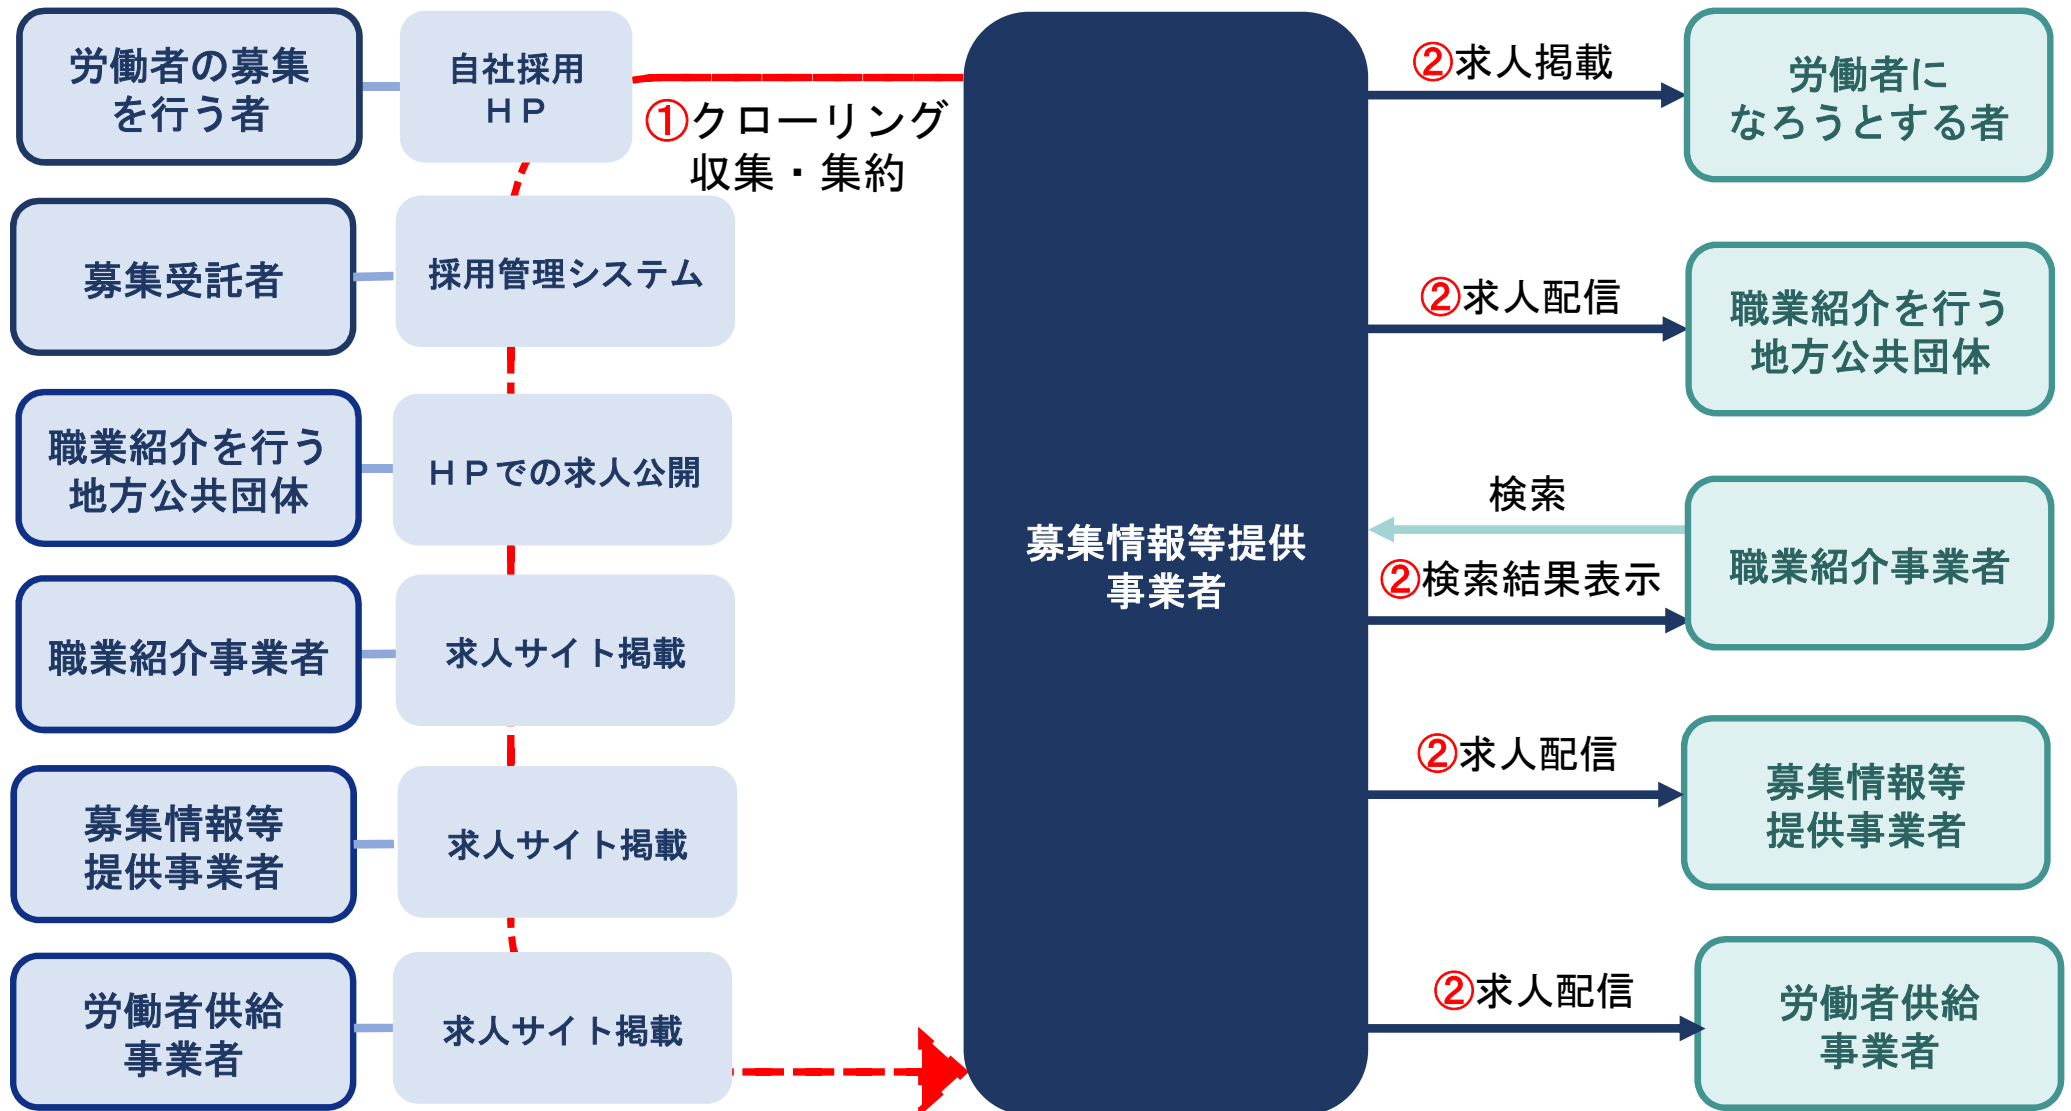 労働者の募集
を行う者
自社採用
ＨＰ
①クローリング
収集・集約
募集受託者
採用管理システム
職業紹介を行う
地方公共団体
ＨＰでの求人公開
職業紹介事業者
求人サイト掲載
募集情報等
提供事業者
求人サイト掲載
労働者供給
事業者
求人サイト掲載
募集情報等提供
事業者
②求人掲載
労働者に
なろうとする者
②求人配信
職業紹介を行う
地方公共団体
検索
②検索結果表示
職業紹介事業者
②求人配信
募集情報等
提供事業者
②求人配信
労働者供給
事業者